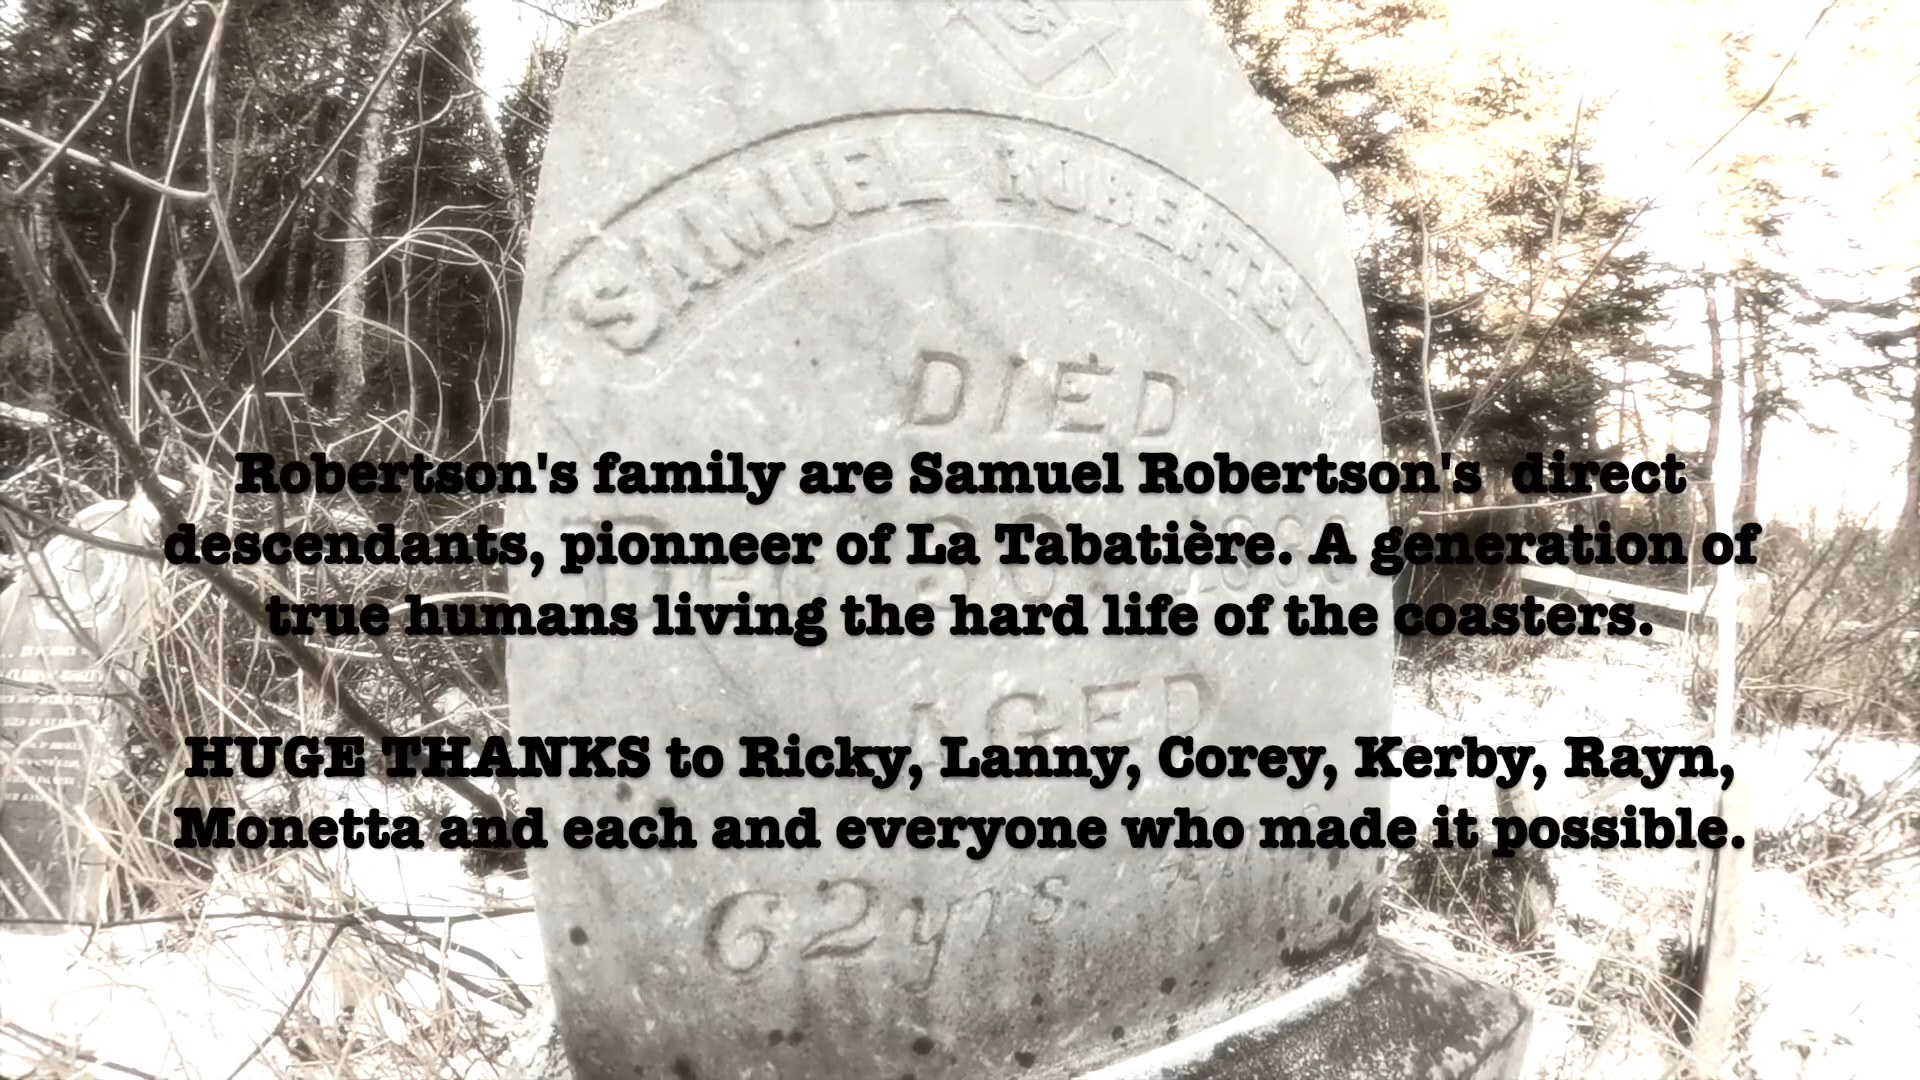 SAMUEL ROBERTSON
DIED
Robertson's family are Samuel Robertson's direct
descendants, pionneer of La Tabatière. A generation of
true humans living the hard life of the coasters.
AGED
HUGE THANKS to Ricky, Lanny, Corey, Kerby, Rayn,
Monetta and each and everyone who made it possible.
62 yrs